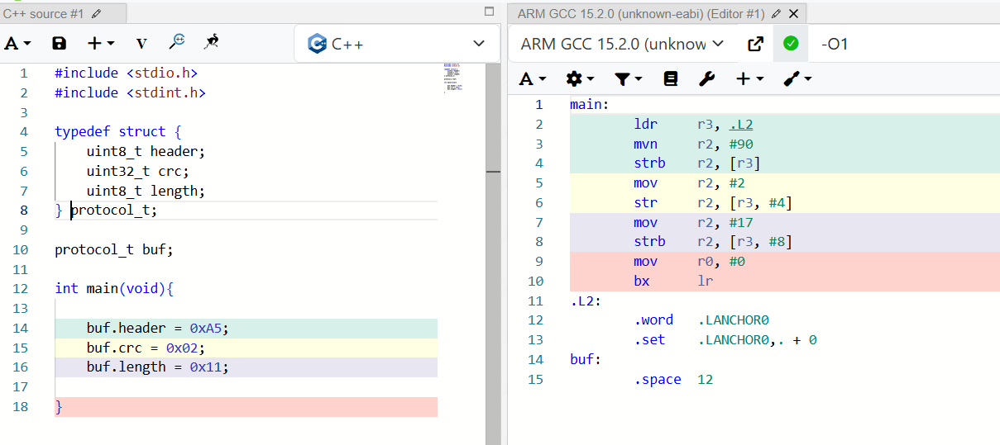 C++ source #1
A + v
C++
1 #include <stdio.h>
2 #include <stdint.h>
3
4 typedef struct {
5 uint8_t header;
6 uint32_t crc;
7 uint8_t length;
8 } protocol_t;
9
10 protocol_t buf;
11
12 int main(void){
13
14 buf.header = 0xA5;
15 buf.crc = 0x02;
16 buf.length = 0x11;
17
18 }
ARM GCC 15.2.0 (unknown-eabi) (Editor #1)
ARM GCC 15.2.0 (unknow
-O1
A +
1 main:
2 ldr r3, .L2
3 mvn r2, #90
4 strb r2, [r3]
5 mov r2, #2
6 str r2, [r3, #4]
7 mov r2, #17
8 strb r2, [r3, #8]
9 mov r0, #0
10 bx lr
11 .L2:
12 .word .LANCHOR0
13 .set .LANCHOR0,. + 0
14 buf:
15 .space 12